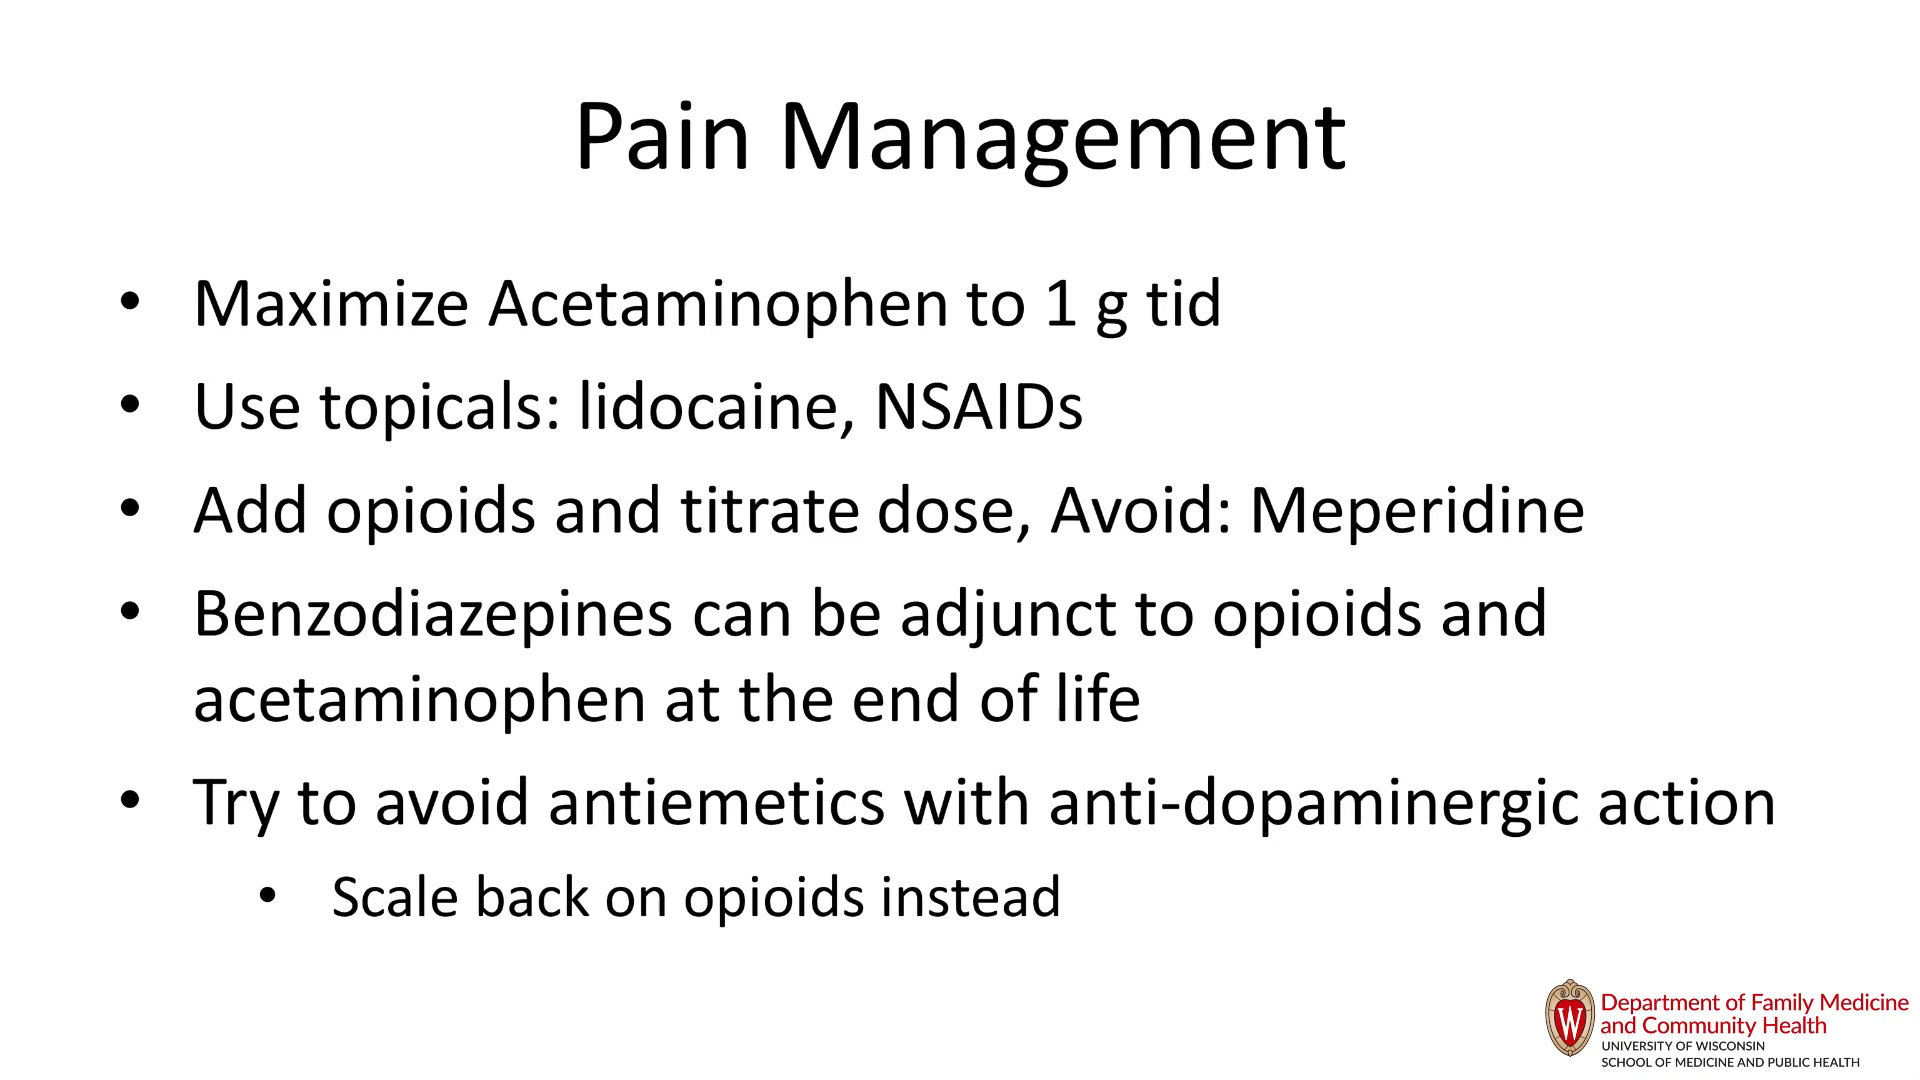 Pain Management
• Maximize Acetaminophen to 1 g tid
• Use topicals: lidocaine, NSAIDs
• Add opioids and titrate dose, Avoid: Meperidine
• Benzodiazepines can be adjunct to opioids and
acetaminophen at the end of life
• Try to avoid antiemetics with anti-dopaminergic action
• Scale back on opioids instead
W
Department of Family Medicine
and Community Health
UNIVERSITY OF WISCONSIN
SCHOOL OF MEDICINE AND PUBLIC HEALTH